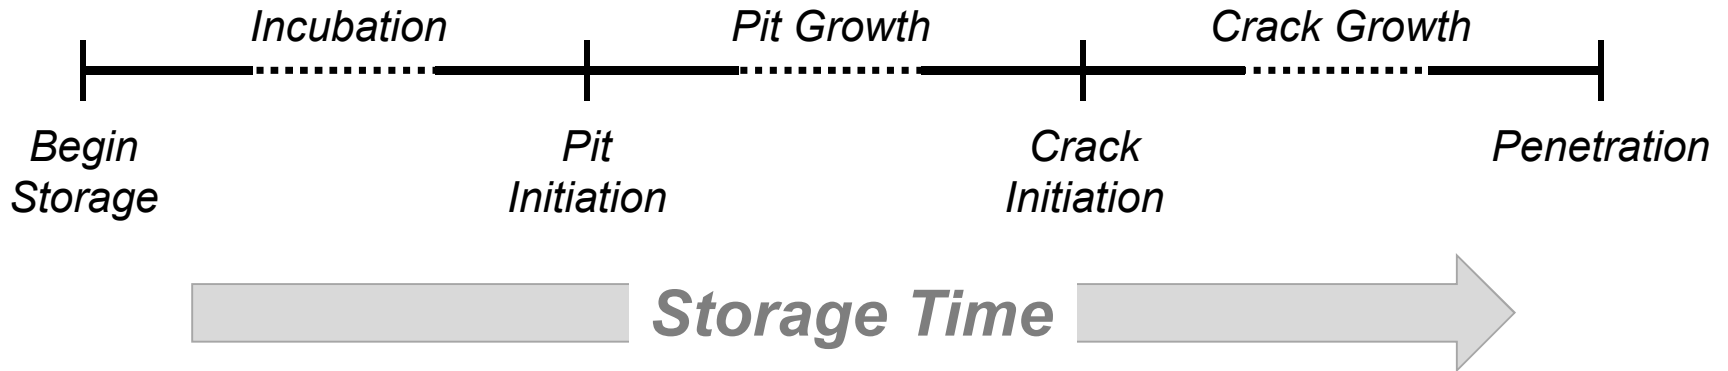 Incubation
Pit Growth
Crack Growth
Begin
Storage
Pit
Initiation
Crack
Initiation
Penetration
Storage Time